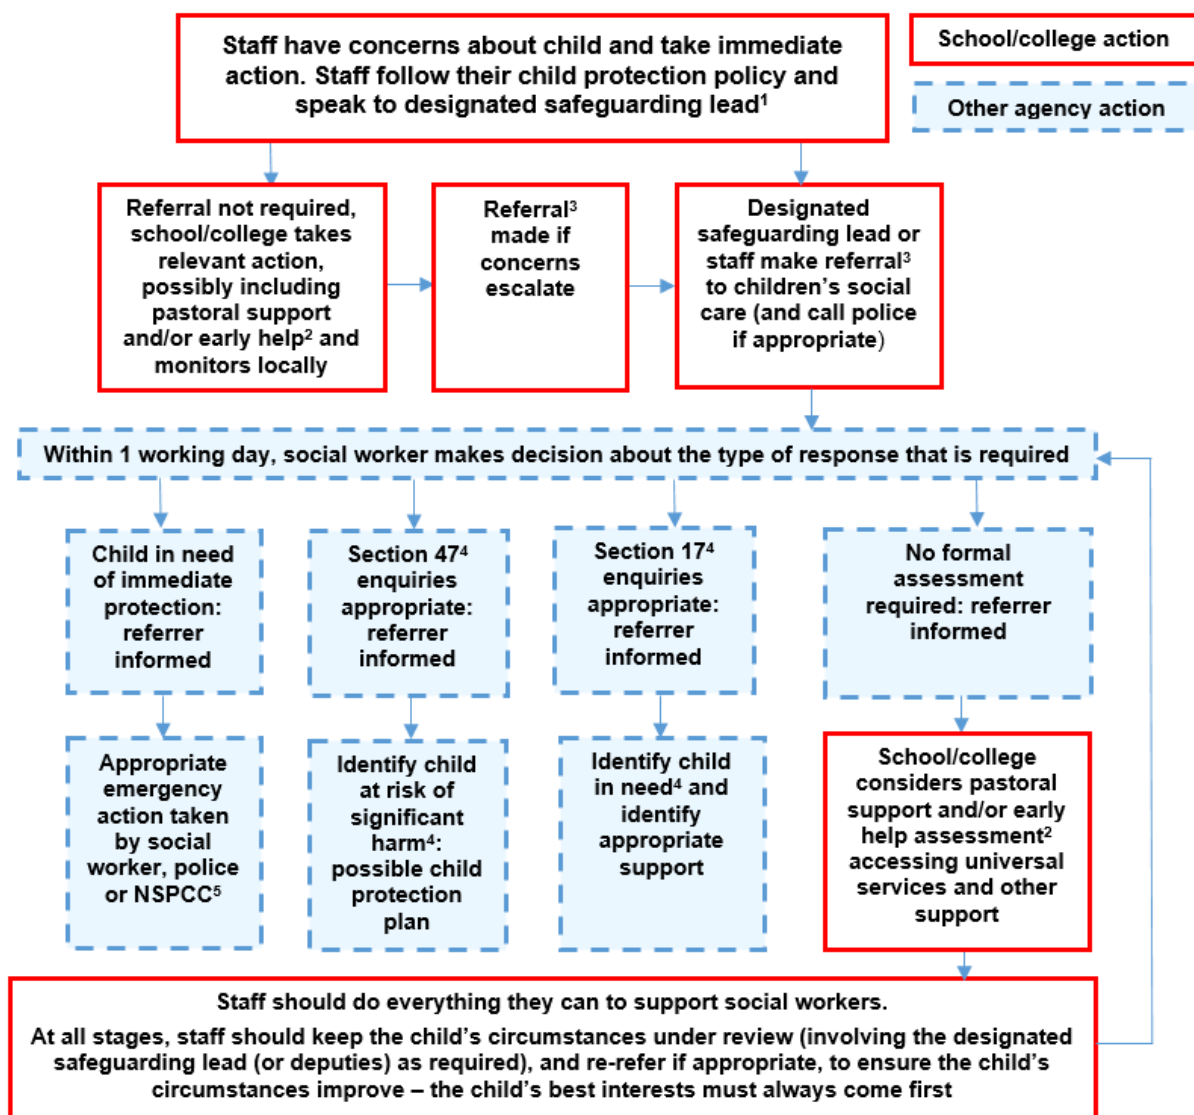 Staff have concerns about child and take immediate
action. Staff follow their child protection policy and
speak to designated safeguarding lead¹
School/college action
Other agency action
Referral not required,
school/college takes
relevant action,
possibly including
pastoral support
and/or early help² and
monitors locally
Referral³
made if
concerns
escalate
Designated
safeguarding lead or
staff make referral³
to children’s social
care (and call police
if appropriate)
Within 1 working day, social worker makes decision about the type of response that is required
Child in need
of immediate
protection:
referrer
informed
Section 47⁴
enquiries
appropriate:
referrer
informed
Section 17⁴
enquiries
appropriate:
referrer
informed
No formal
assessment
required: referrer
informed
Appropriate
emergency
action taken
by social
worker, police
or NSPCC⁵
Identify child
at risk of
significant
harm⁴:
possible child
protection
plan
Identify child
in need⁴ and
identify
appropriate
support
School/college
considers pastoral
support and/or early
help assessment²
accessing universal
services and other
support
Staff should do everything they can to support social workers.
At all stages, staff should keep the child’s circumstances under review (involving the designated
safeguarding lead (or deputies) as required), and re-refer if appropriate, to ensure the child’s
circumstances improve – the child’s best interests must always come first